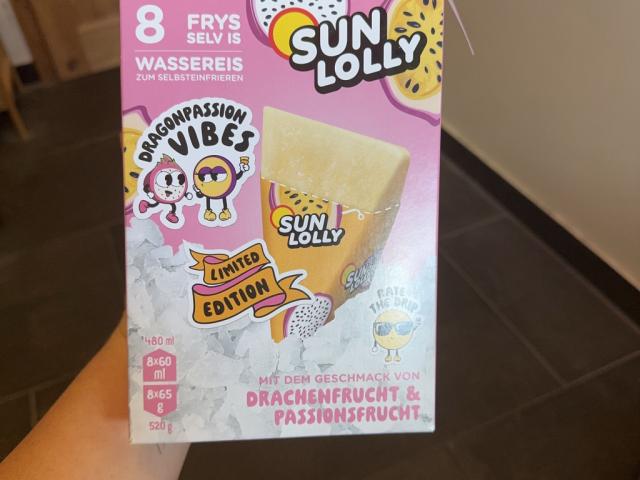 8 FRYS
SELV IS
WASSEREIS
ZUM SELBSTEINFRIEREN
SUN
LOLLY
DRAGONPASSION
VIBES
SUN
LOLLY
SUN
LIMITED
EDITION
RATE
THE DRIP
480 ml
8x60
ml
8x65
g
520 g
MIT DEM GESCHMACK VON
DRACHENFRUCHT &
PASSIONSFRUCHT